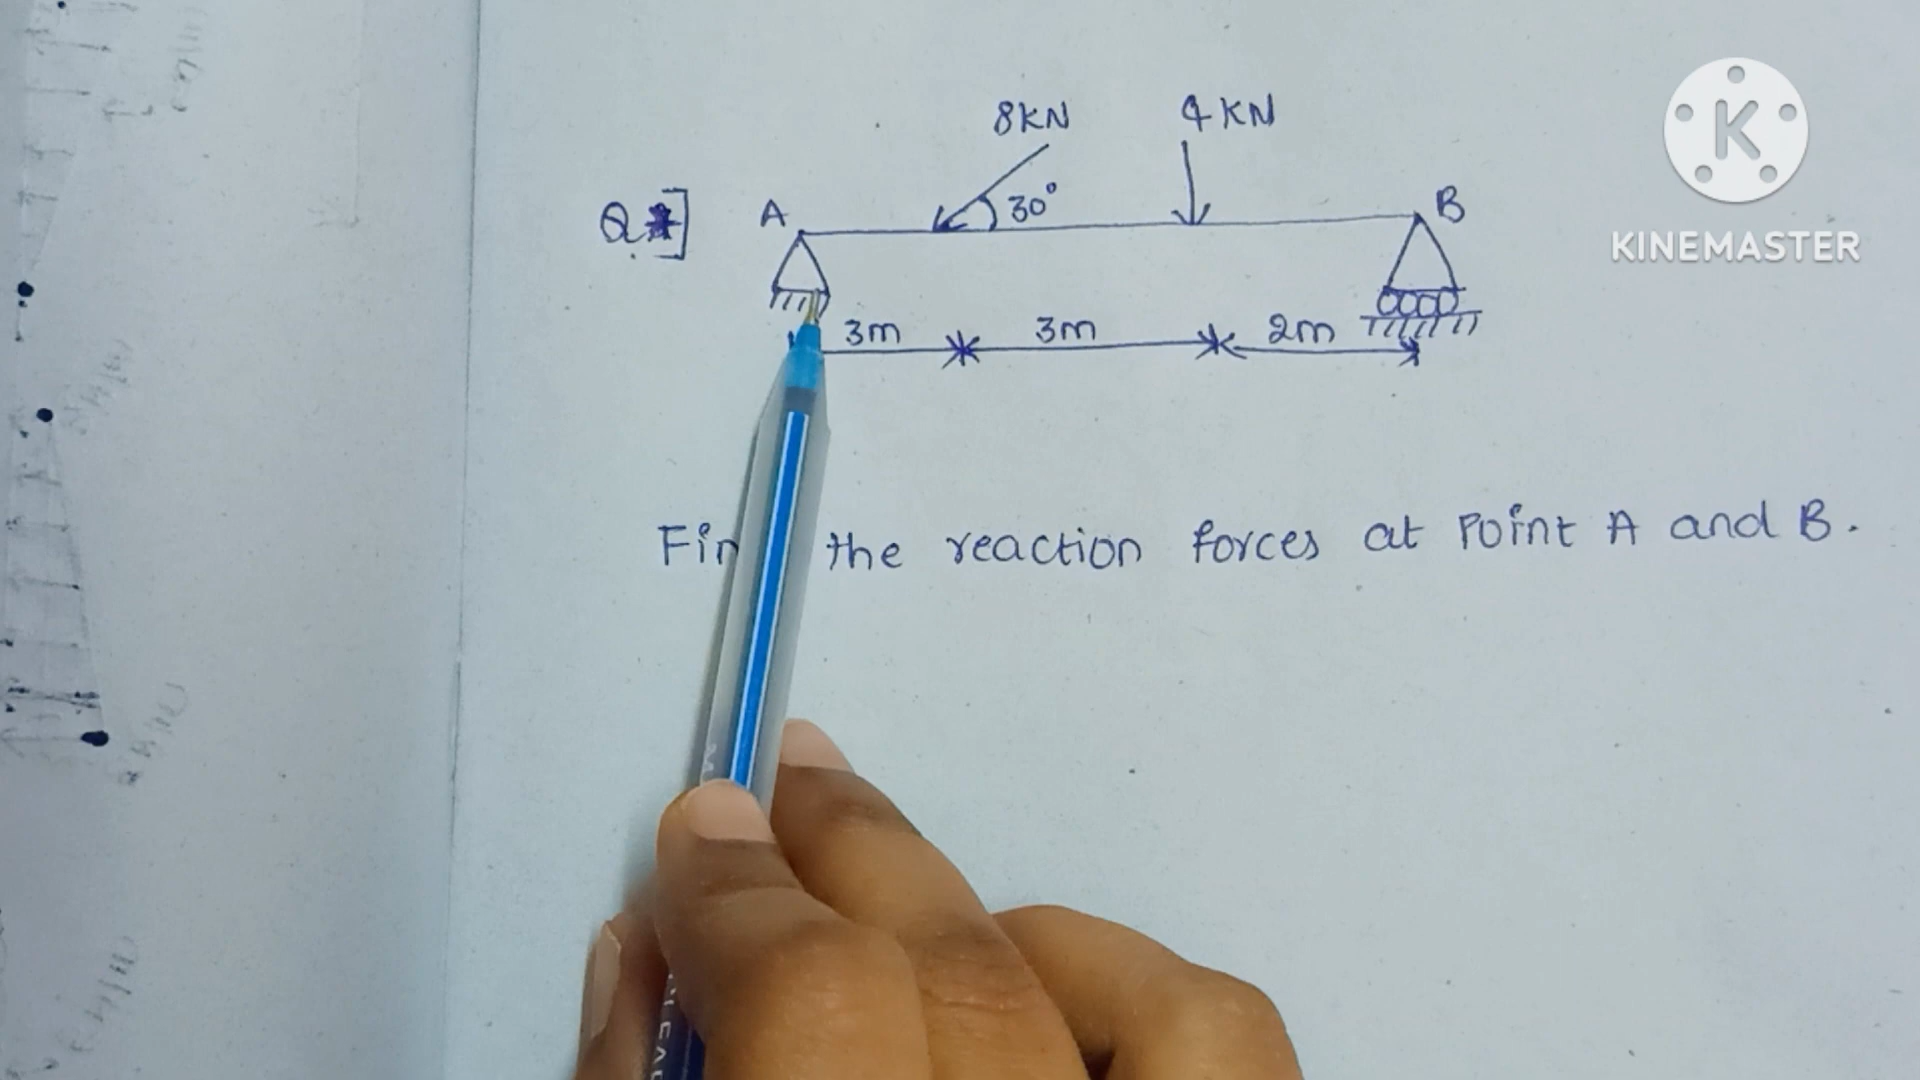 8KN 4KN
K
Q
A 30° B
KINEMASTER
3m 3m 2m
the reaction forces at Point A and B.